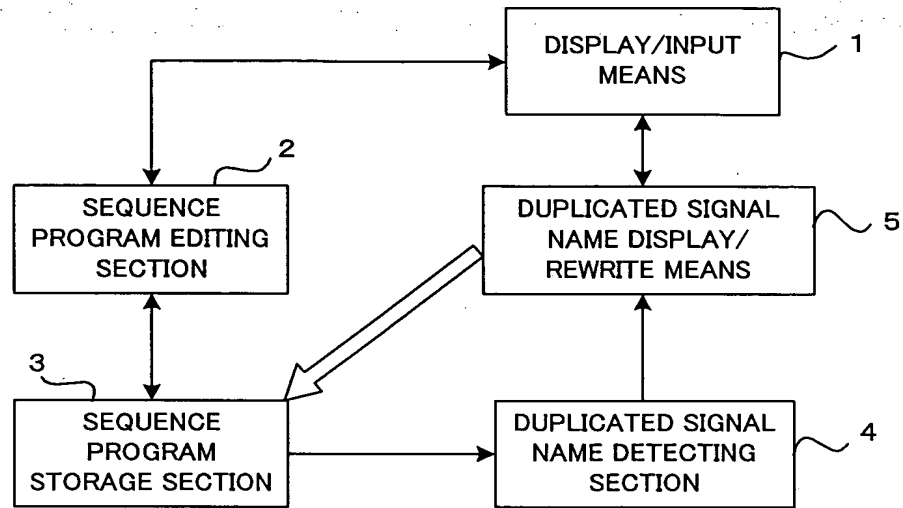 DISPLAY/INPUT
MEANS
1
2
SEQUENCE
PROGRAM EDITING
SECTION
DUPLICATED SIGNAL
NAME DISPLAY/
REWRITE MEANS
5
3
SEQUENCE
PROGRAM
STORAGE SECTION
DUPLICATED SIGNAL
NAME DETECTING
SECTION
4